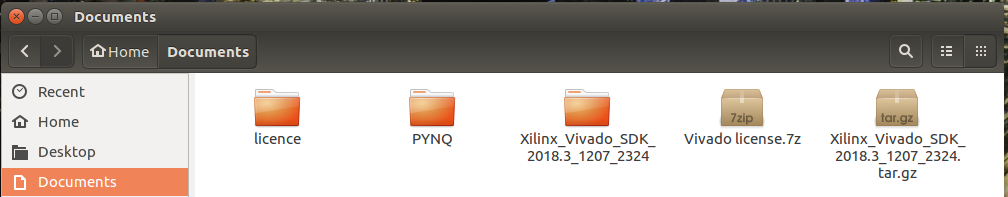 Documents
Home
Documents
Recent
Home
Desktop
Documents
licence
PYNQ
Xilinx_Vivado_SDK_
2018.3_1207_2324
7zip
Vivado license.7z
tar.gz
Xilinx_Vivado_SDK_
2018.3_1207_2324.
tar.gz